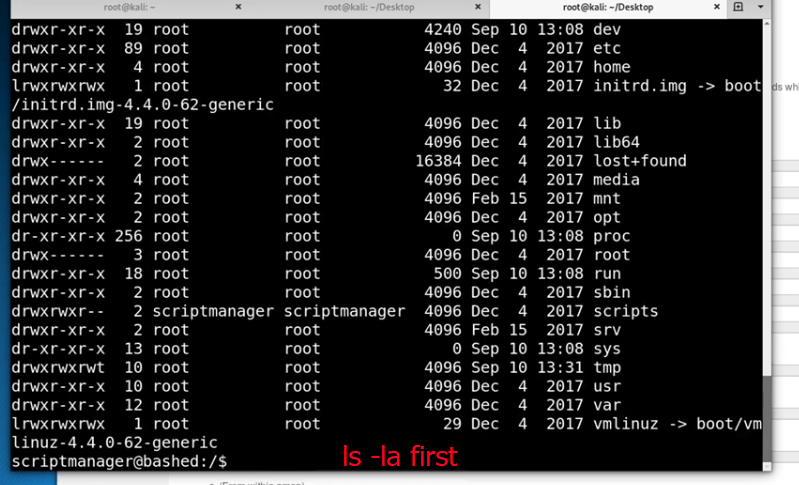 root@kali: ~ × root@kali: ~/Desktop × root@kali: ~/Desktop ×
drwxr-xr-x 19 root root 4240 Sep 10 13:08 dev
drwxr-xr-x 89 root root 4096 Dec 4 2017 etc
drwxr-xr-x 4 root root 4096 Dec 4 2017 home
lrwxrwxrwx 1 root root 32 Dec 4 2017 initrd.img -> boot
/initrd.img-4.4.0-62-generic
drwxr-xr-x 19 root root 4096 Dec 4 2017 lib
drwxr-xr-x 2 root root 4096 Dec 4 2017 lib64
drwx------ 2 root root 16384 Dec 4 2017 lost+found
drwxr-xr-x 4 root root 4096 Dec 4 2017 media
drwxr-xr-x 2 root root 4096 Feb 15 2017 mnt
drwxr-xr-x 2 root root 4096 Dec 4 2017 opt
dr-xr-xr-x 256 root root 0 Sep 10 13:08 proc
drwx------ 3 root root 4096 Dec 4 2017 root
drwxr-xr-x 18 root root 500 Sep 10 13:08 run
drwxr-xr-x 2 root root 4096 Dec 4 2017 sbin
drwxrwxr-- 2 scriptmanager scriptmanager 4096 Dec 4 2017 scripts
drwxr-xr-x 2 root root 4096 Feb 15 2017 srv
dr-xr-xr-x 13 root root 0 Sep 10 13:08 sys
drwxrwxrwt 10 root root 4096 Sep 10 13:31 tmp
drwxr-xr-x 10 root root 4096 Dec 4 2017 usr
drwxr-xr-x 12 root root 4096 Dec 4 2017 var
lrwxrwxrwx 1 root root 29 Dec 4 2017 vmlinuz -> boot/vm
linuz-4.4.0-62-generic
scriptmanager@bashed:/$
ls -la first